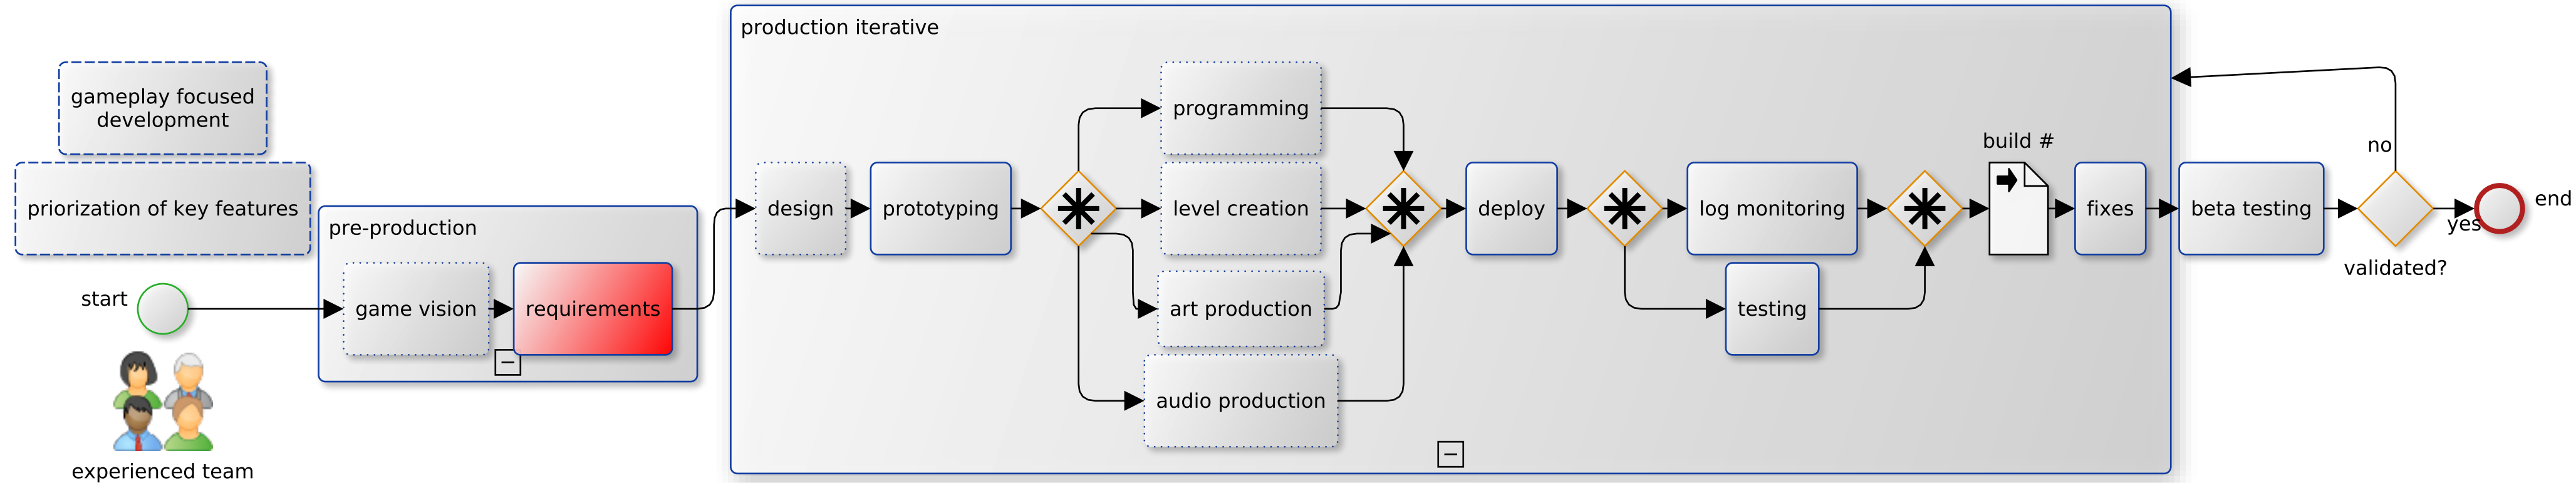 gameplay focused
development
priorization of key features
start
experienced team
pre-production
game vision
requirements
production iterative
design
prototyping
programming
level creation
art production
audio production
deploy
log monitoring
testing
build #
fixes
beta testing
no
yes
validated?
end